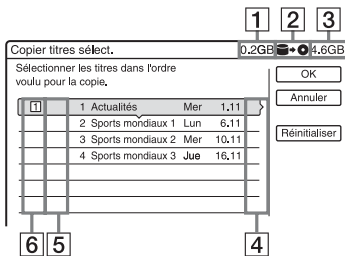 1 2 3
Copier titres sélect. 0.2GB 4.6GB
Sélectionner les titres dans l'ordre
voulu pour la copie.
OK
Annuler
Réinitialiser
1 1 Actualités Mer 1.11
2 Sports mondiaux 1 Lun 6.11
3 Sports mondiaux 2 Mer 10.11
4 Sports mondiaux 3 Jue 16.11
6 5 4